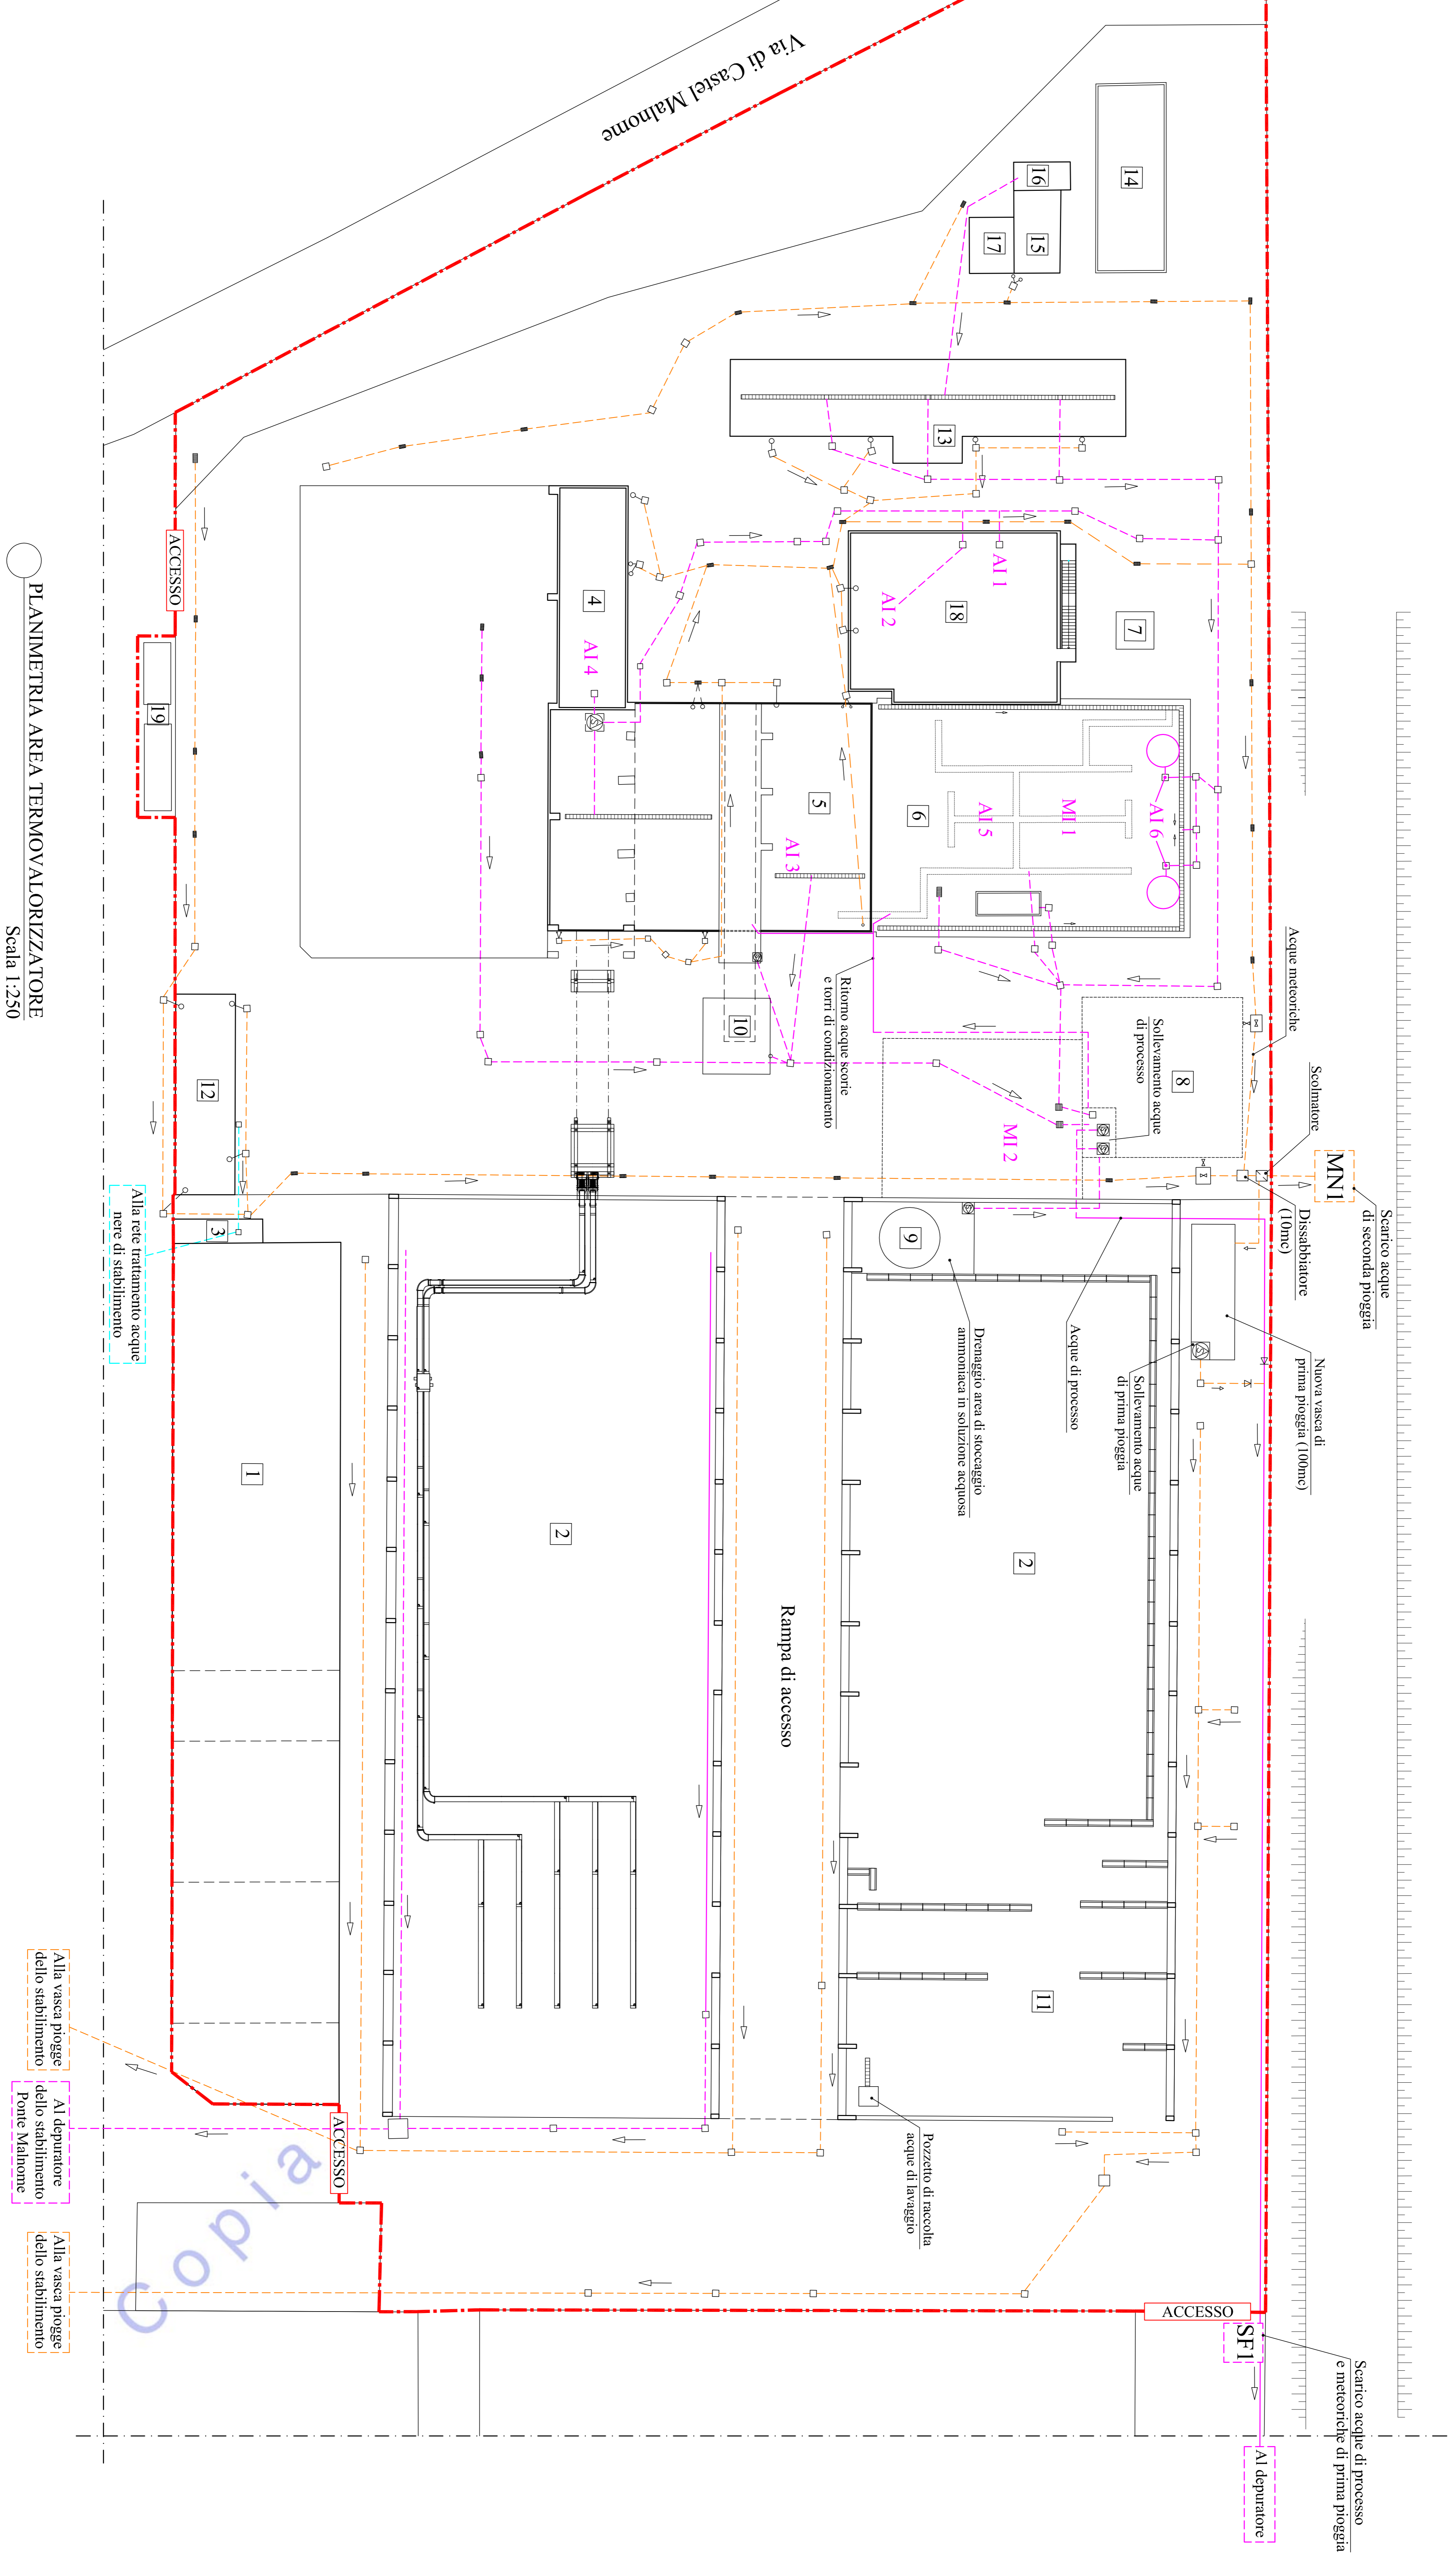 Via di Castel Malnome
14
16
15
17
13
4
AI 4
18
AI 1
AI 2
7
ACCESSO
19
5
AI 3
6
AI 5
MI 1
AI 6
Acque meteoriche
Ritorno acque scorie
e torri di condizionamento
10
8
Sollevamento acque
di processo
MI 2
Scolmatore
MN1
Scarico acque
di seconda pioggia
Dissabbiatore
(10mc)
12
3
Alla rete trattamento acque
nere di stabilimento
9
Drenaggio area di stoccaggio
ammoniaca in soluzione acquosa
Acque di processo
Sollevamento acque
di prima pioggia
Nuova vasca di
prima pioggia (100mc)
1
2
2
Rampa di accesso
11
Pozzetto di raccolta
acque di lavaggio
ACCESSO
Alla vasca piogge
dello stabilimento
Al depuratore
dello stabilimento
Ponte Malnome
Alla vasca piogge
dello stabilimento
ACCESSO
SF1
Scarico acque di processo
e meteoriche di prima pioggia
Al depuratore
PLANIMETRIA AREA TERMOVALORIZZATORE
Scala 1:250
Copia